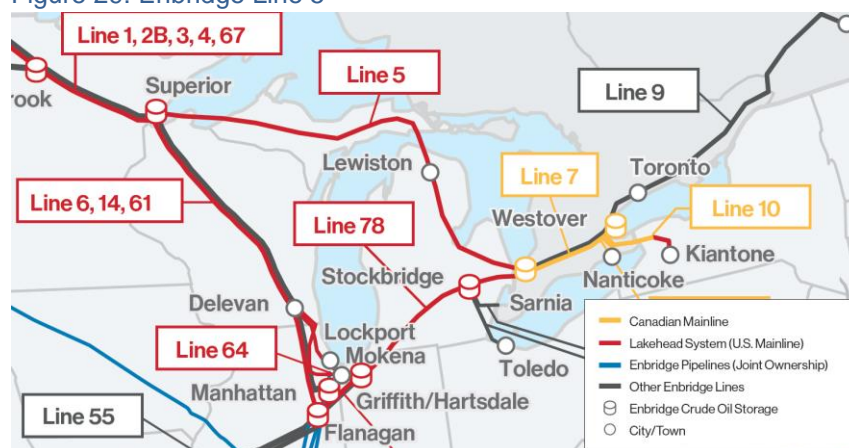 Figure 20: Enbridge Line 5
Line 1, 2B, 3, 4, 67
Superior
Line 5
Line 9
Lewiston
Toronto
Line 7
Line 6, 14, 61
Westover
Line 10
Line 78
Kiantone
Stockbridge
Nanticoke
Sarnia
Delevan
Lockport
Mokena
Line 64
Toledo
Manhattan
Griffith/Hartsdale
Line 55
Flanagan
Canadian Mainline
Lakehead System (U.S. Mainline)
Enbridge Pipelines (Joint Ownership)
Other Enbridge Lines
Enbridge Crude Oil Storage
City/Town